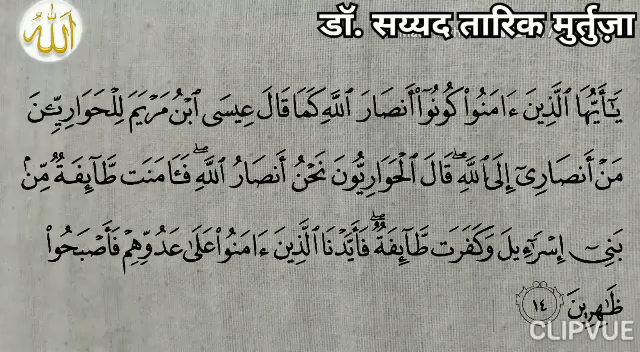 الله
डॉ. सय्यद तारिक मुर्तुज़ा
يَٰٓأَيُّهَا ٱلَّذِينَ ءَامَنُوا۟ كُونُوٓا۟ أَنصَارَ ٱللَّهِ كَمَا قَالَ عِيسَى ٱبْنُ مَرْيَمَ لِلْحَوَارِيِّـۧنَ
مَنْ أَنصَارِىٓ إِلَى ٱللَّهِ ۖ قَالَ ٱلْحَوَارِيُّونَ نَحْنُ أَنصَارُ ٱللَّهِ ۖ فَـَٔامَنَت طَّآئِفَةٌ مِّنۢ
بَنِىٓ إِسْرَٰٓءِيلَ وَكَفَرَت طَّآئِفَةٌ ۖ فَأَيَّدْنَا ٱلَّذِينَ ءَامَنُوا۟ عَلَىٰ عَدُوِّهِمْ فَأَصْبَحُوا۟
ظَٰهِرِينَ ١٤
CLIPVUE